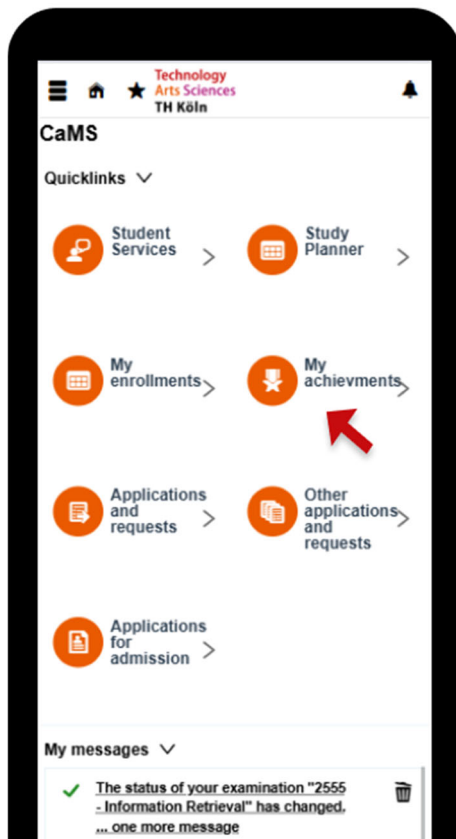 Technology
Arts Sciences
TH Köln
CaMS
Quicklinks
Student
Services
Study
Planner
My
enrollments
My
achievments
Applications
and
requests
Other
applications
and
requests
Applications
for
admission
My messages
The status of your examination "2555
- Information Retrieval" has changed.
... one more message